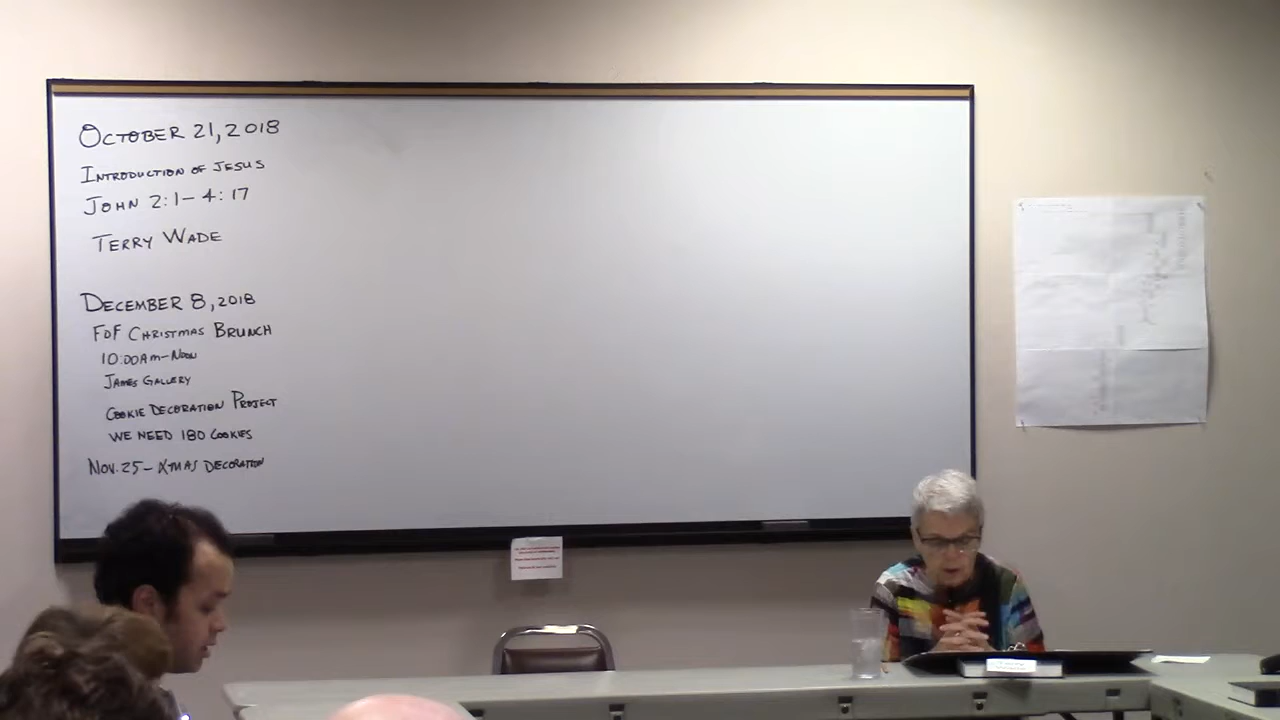 OCTOBER 21, 2018
INTRODUCTION OF JESUS
JOHN 2:1-4:17
TERRY WADE
DECEMBER 8, 2018
FOF CHRISTMAS BRUNCH
10:00AM-NOON
JAMES GALLERY
COOKIE DECORATION PROJECT
WE NEED 180 COOKIES
NOV. 25- XMAS DECORATION